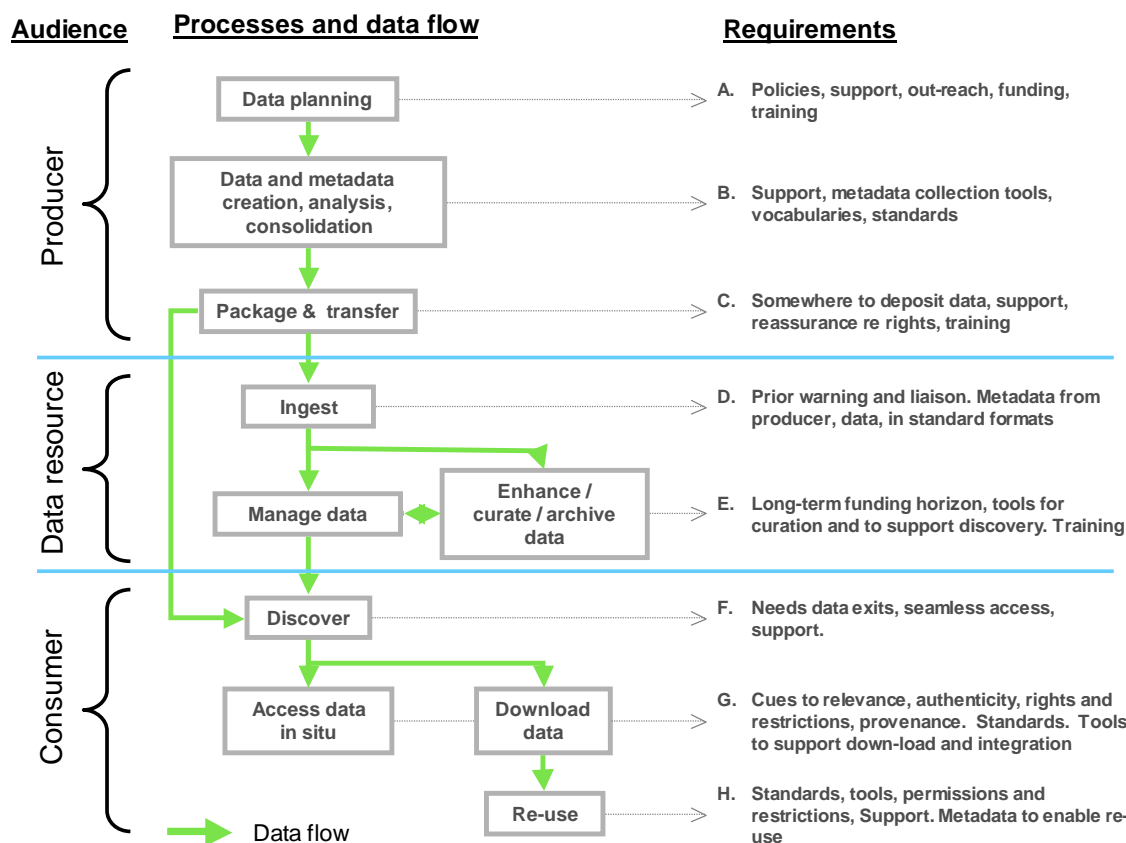 Audience
Processes and data flow
Requirements
Producer
Data planning
A. Policies, support, out-reach, funding,
training
Data and metadata
creation, analysis,
consolidation
B. Support, metadata collection tools,
vocabularies, standards
Package & transfer
C. Somewhere to deposit data, support,
reassurance re rights, training
Data resource
Ingest
D. Prior warning and liaison. Metadata from
producer, data, in standard formats
Manage data
Enhance /
curate / archive
data
E. Long-term funding horizon, tools for
curation and to support discovery. Training
Consumer
Discover
F. Needs data exits, seamless access,
support.
Access data
in situ
Download
data
G. Cues to relevance, authenticity, rights and
restrictions, provenance. Standards. Tools
to support down-load and integration
Re-use
H. Standards, tools, permissions and
restrictions, Support. Metadata to enable re-
use
Data flow